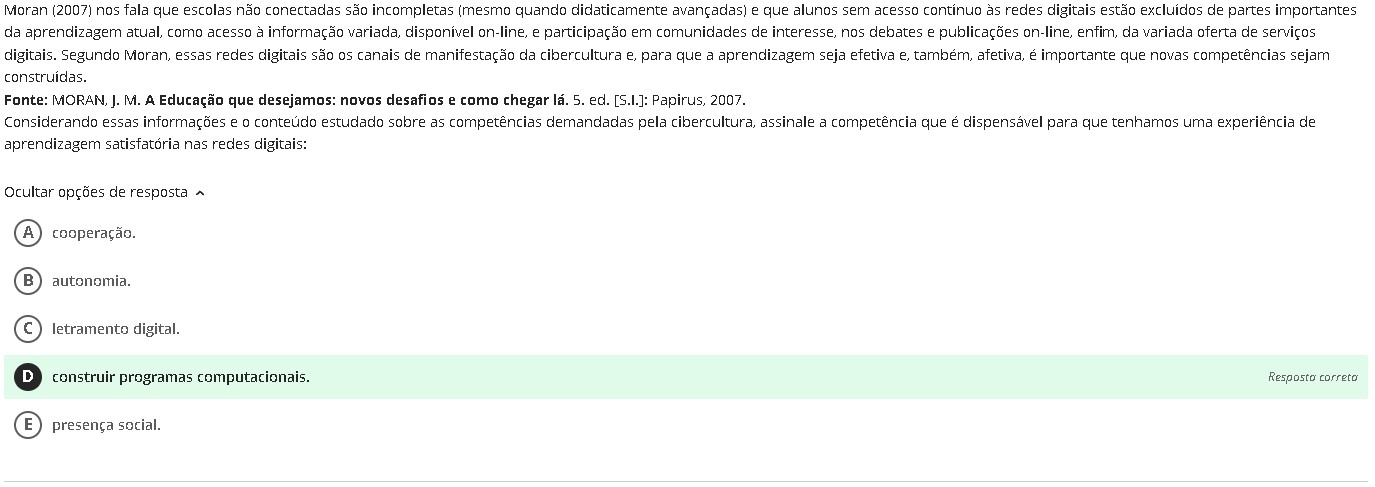 Moran (2007) nos fala que escolas não conectadas são incompletas (mesmo quando didaticamente avançadas) e que alunos sem acesso contínuo às redes digitais estão excluídos de partes importantes
da aprendizagem atual, como acesso à informação variada, disponível on-line, e participação em comunidades de interesse, nos debates e publicações on-line, enfim, da variada oferta de serviços
digitais. Segundo Moran, essas redes digitais são os canais de manifestação da cibercultura e, para que a aprendizagem seja efetiva e, também, afetiva, é importante que novas competências sejam
construídas.
Fonte: MORAN, J. M. A Educação que desejamos: novos desafios e como chegar lá. 5. ed. [S.I.]: Papirus, 2007.
Considerando essas informações e o conteúdo estudado sobre as competências demandadas pela cibercultura, assinale a competência que é dispensável para que tenhamos uma experiência de
aprendizagem satisfatória nas redes digitais:
Ocultar opções de resposta
A cooperação.
B autonomia.
C letramento digital.
D construir programas computacionais. Resposta correta
E presença social.